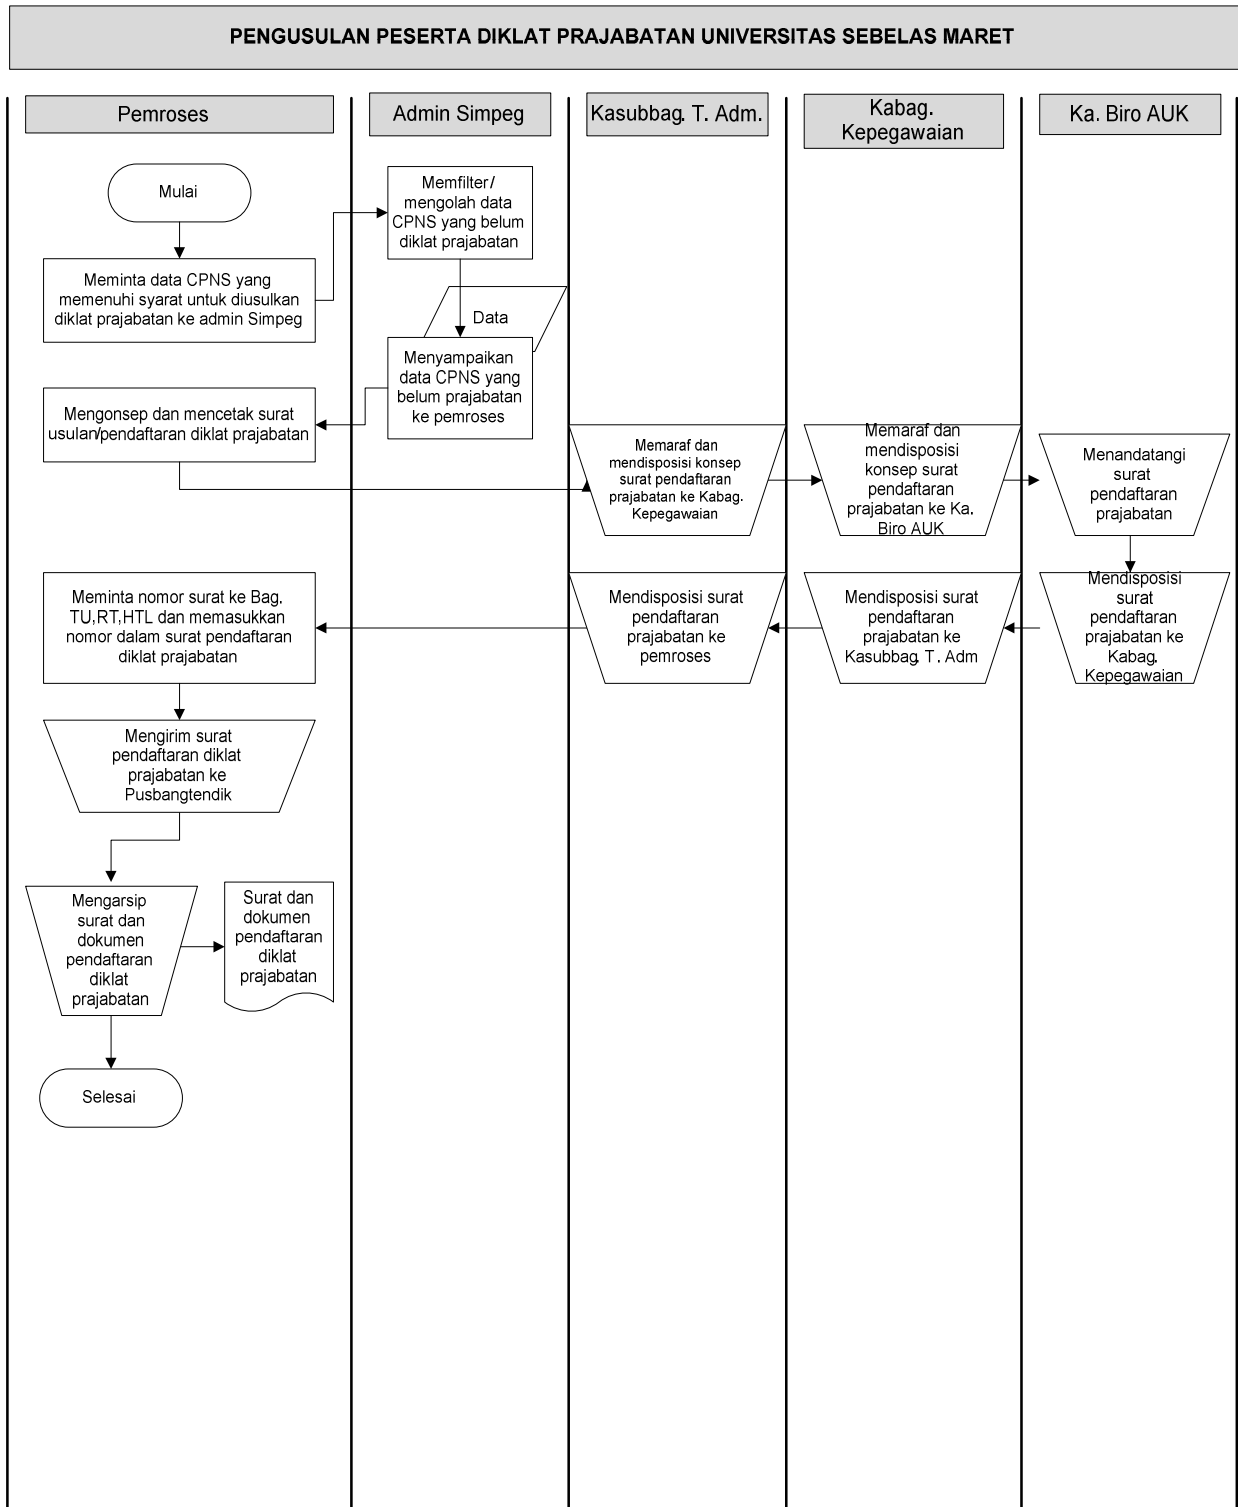 PENGUSULAN PESERTA DIKLAT PRAJABATAN UNIVERSITAS SEBELAS MARET
Pemroses
Admin Simpeg
Kasubbag. T. Adm.
Kabag.
Kepegawaian
Ka. Biro AUK
Mulai
Meminta data CPNS yang
memenuhi syarat untuk diusulkan
diklat prajabatan ke admin Simpeg
Memfilter/
mengolah data
CPNS yang belum
diklat prajabatan
Data
Menyampaikan
data CPNS yang
belum prajabatan
ke pemroses
Mengonsep dan mencetak surat
usulan/pendaftaran diklat prajabatan
Memaraf dan
mendisposisi konsep
surat pendaftaran
prajabatan ke Kabag.
Kepegawaian
Memaraf dan
mendisposisi
konsep surat
pendaftaran
prajabatan ke Ka.
Biro AUK
Menandatangi
surat
pendaftaran
prajabatan
Mendisposisi
surat
pendaftaran
prajabatan ke
Kabag.
Kepegawaian
Mendisposisi surat
pendaftaran
prajabatan ke
Kasubbag. T. Adm
Mendisposisi surat
pendaftaran
prajabatan ke
pemroses
Meminta nomor surat ke Bag.
TU,RT,HTL dan memasukkan
nomor dalam surat pendaftaran
diklat prajabatan
Mengirim surat
pendaftaran diklat
prajabatan ke
Pusbangtendik
Mengarsip
surat dan
dokumen
pendaftaran
diklat
prajabatan
Surat dan
dokumen
pendaftaran
diklat
prajabatan
Selesai